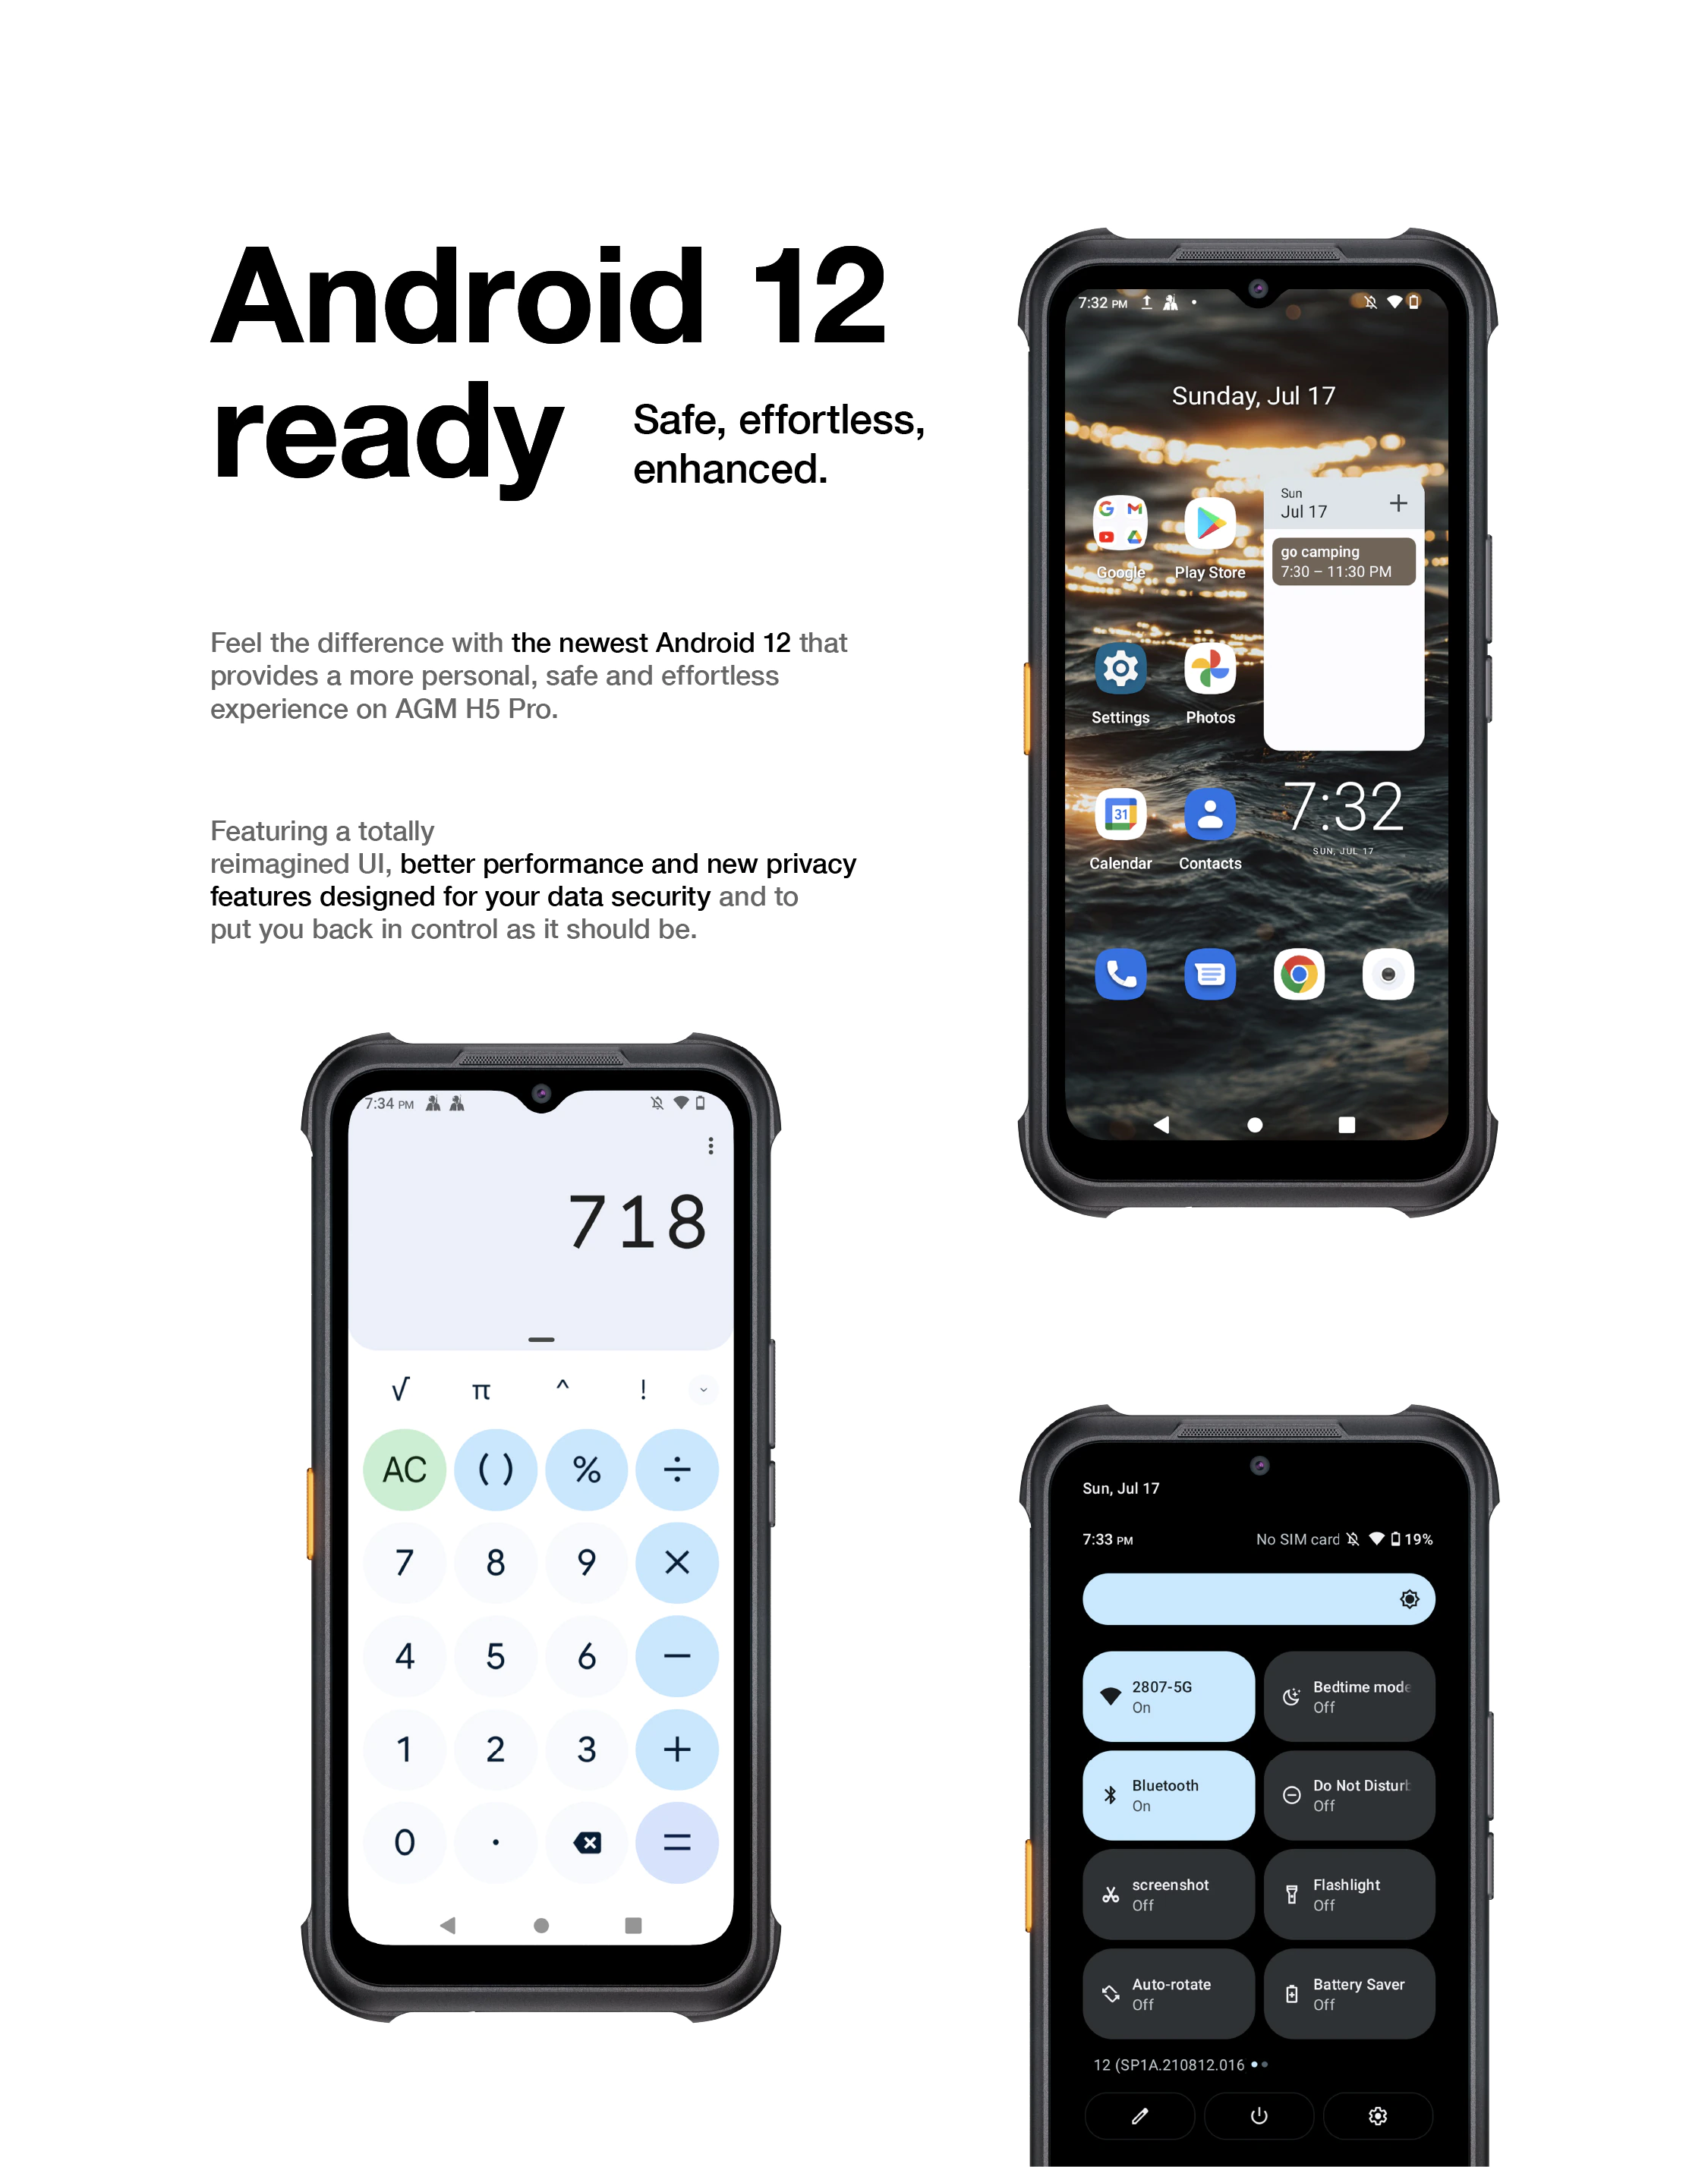 Android 12
ready
Safe, effortless,
enhanced.
Feel the difference with the newest Android 12 that
provides a more personal, safe and effortless
experience on AGM H5 Pro.
Featuring a totally
reimagined UI, better performance and new privacy
features designed for your data security and to
put you back in control as it should be.
7:32 PM
Sunday, Jul 17
Sun
Jul 17
+
go camping
7:30 – 11:30 PM
Google
Play Store
Settings
Photos
31
7:32
SUN, JUL 17
Calendar
Contacts
7:34 PM
718
√ π ^ !
AC ( ) % ÷
7 8 9 ×
4 5 6 −
1 2 3 +
0 . =
Sun, Jul 17
7:33 PM No SIM card 19%
2807-5G
On
Bedtime mode
Off
Bluetooth
On
Do Not Disturb
Off
screenshot
Off
Flashlight
Off
Auto-rotate
Off
Battery Saver
Off
12 (SP1A.210812.016